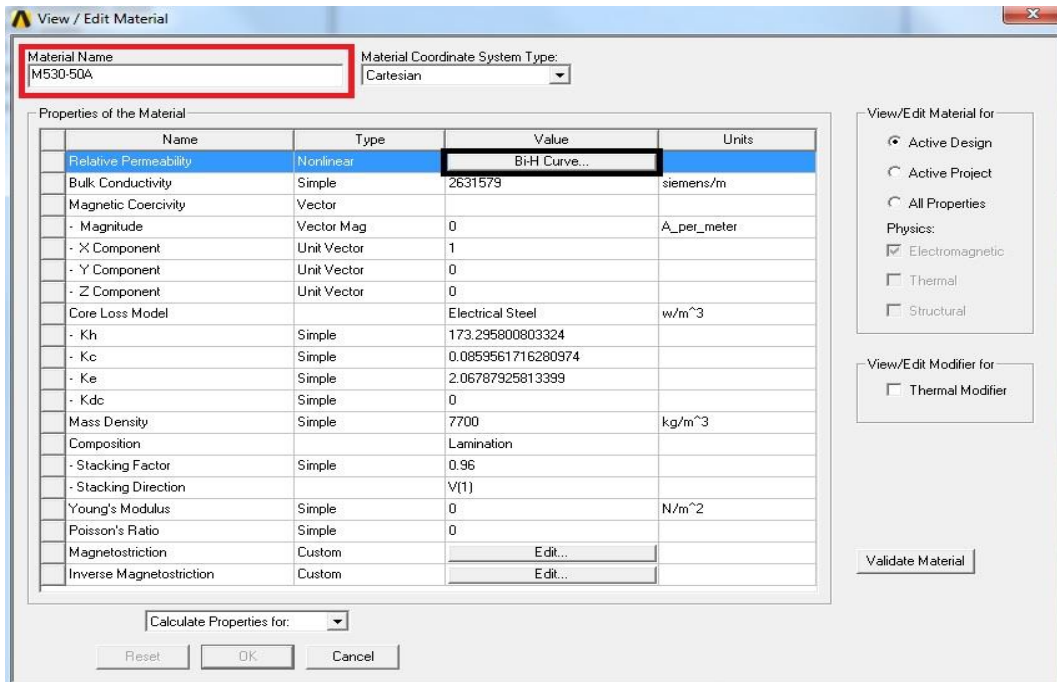 View / Edit Material
Material Name
M530-50A
Material Coordinate System Type:
Cartesian
Properties of the Material
Name Type Value Units
Relative Permeability Nonlinear Bi-H Curve...
Bulk Conductivity Simple 2631579 siemens/m
Magnetic Coercivity Vector
- Magnitude Vector Mag 0 A_per_meter
- X Component Unit Vector 1
- Y Component Unit Vector 0
- Z Component Unit Vector 0
Core Loss Model Electrical Steel w/m^3
- Kh Simple 173.295800803324
- Kc Simple 0.0859561716280974
- Ke Simple 2.06787925813399
- Kdc Simple 0
Mass Density Simple 7700 kg/m^3
Composition Lamination
- Stacking Factor Simple 0.96
- Stacking Direction V(1)
Young's Modulus Simple 0 N/m^2
Poisson's Ratio Simple 0
Magnetostriction Custom Edit...
Inverse Magnetostriction Custom Edit...
View/Edit Material for
Active Design
Active Project
All Properties
Physics:
Electromagnetic
Thermal
Structural
View/Edit Modifier for
Thermal Modifier
Validate Material
Calculate Properties for:
Reset OK Cancel